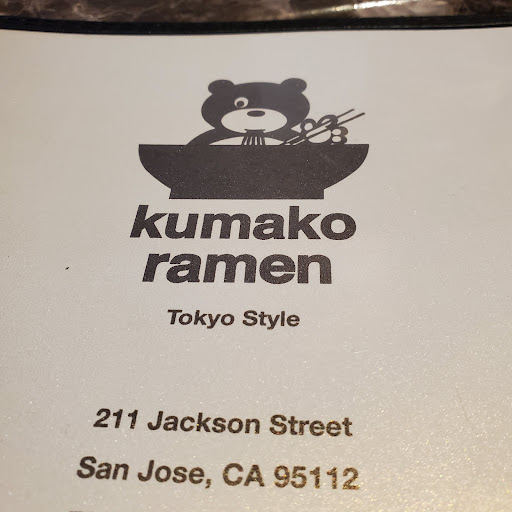 kumako
ramen
Tokyo Style
211 Jackson Street
San Jose, CA 95112